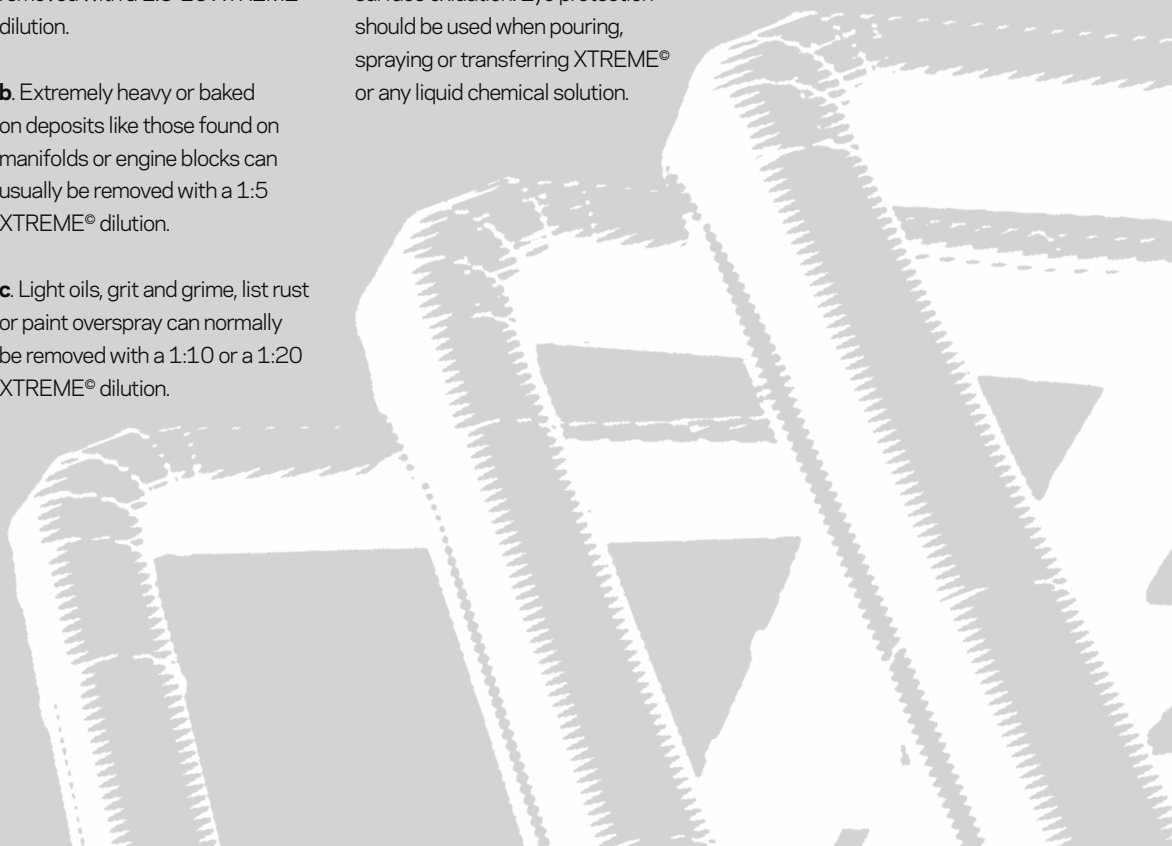 dilution.
b. Extremely heavy or baked
on deposits like those found on
manifolds or engine blocks can
usually be removed with a 1:5
XTREME© dilution.
c. Light oils, grit and grime, list rust
or paint overspray can normally
be removed with a 1:10 or a 1:20
XTREME© dilution.
should be used when pouring,
spraying or transferring XTREME©
or any liquid chemical solution.